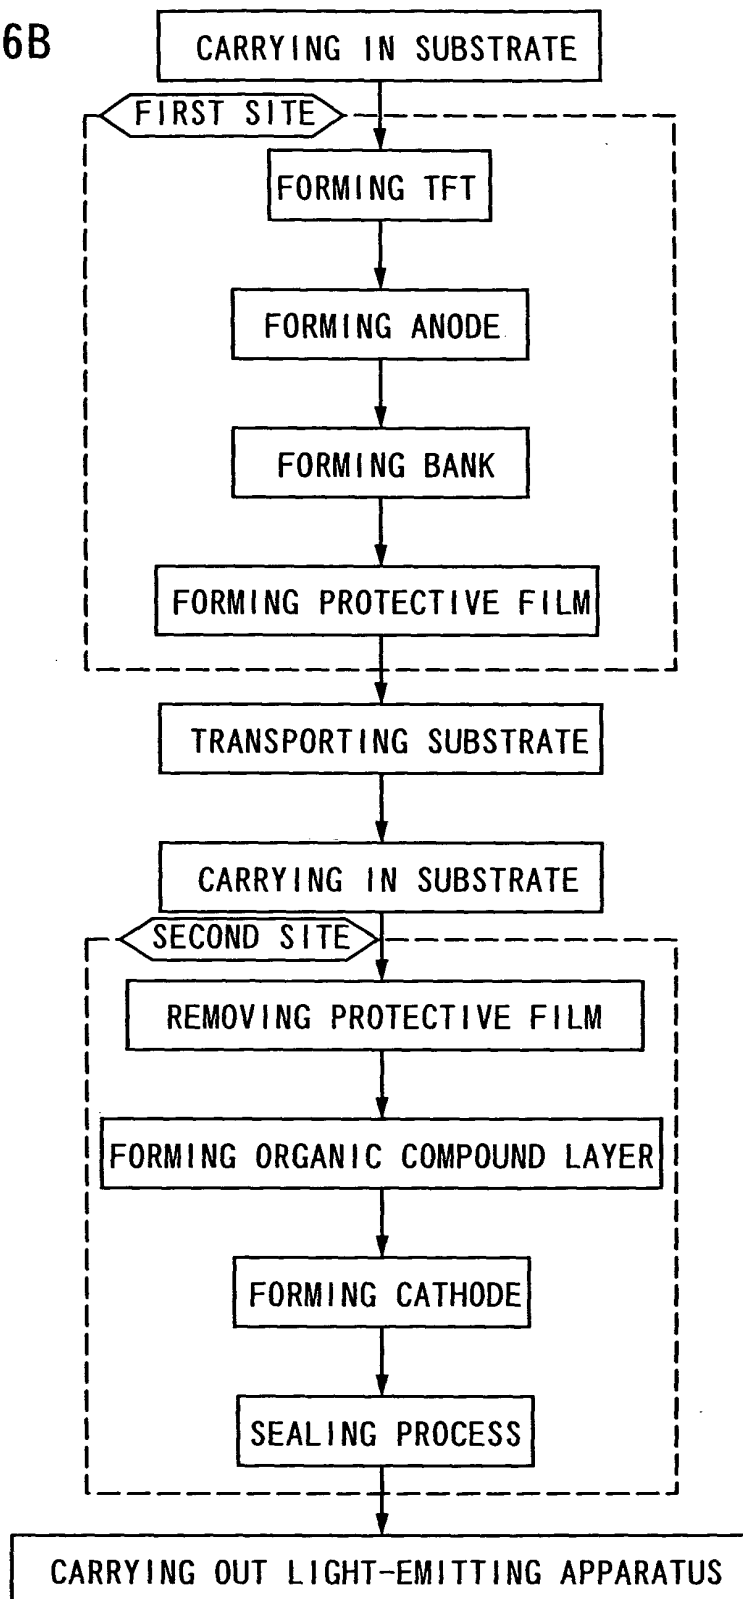 6B
CARRYING IN SUBSTRATE
FIRST SITE
FORMING TFT
FORMING ANODE
FORMING BANK
FORMING PROTECTIVE FILM
TRANSPORTING SUBSTRATE
CARRYING IN SUBSTRATE
SECOND SITE
REMOVING PROTECTIVE FILM
FORMING ORGANIC COMPOUND LAYER
FORMING CATHODE
SEALING PROCESS
CARRYING OUT LIGHT-EMITTING APPARATUS